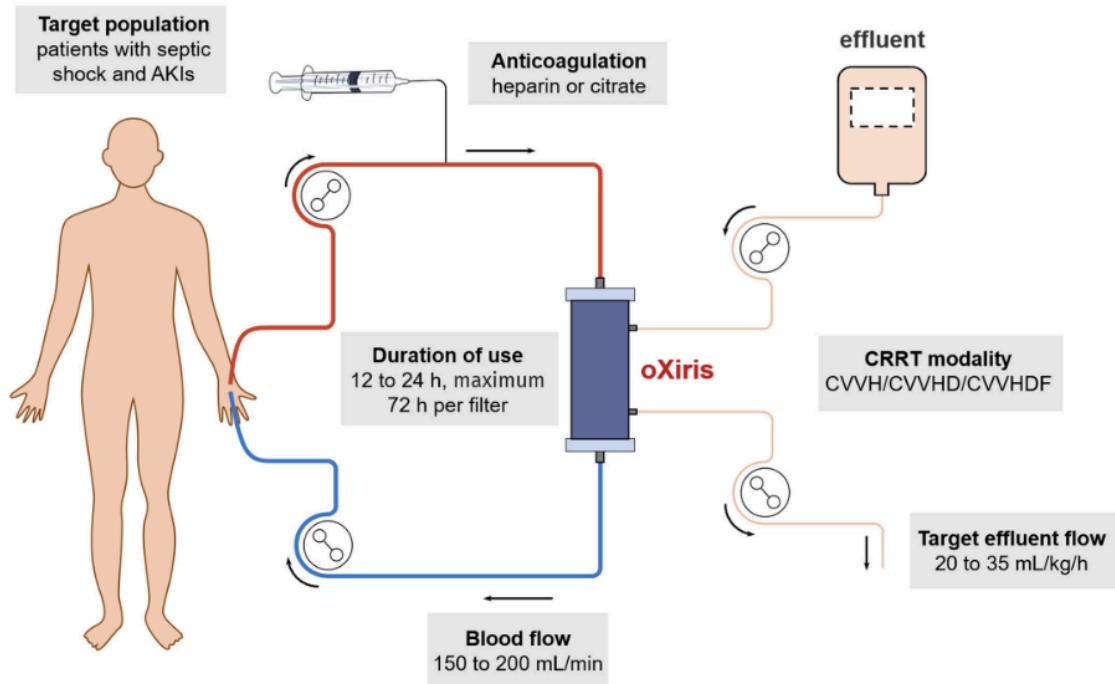 Target population
patients with septic
shock and AKIs
Anticoagulation
heparin or citrate
effluent
Duration of use
12 to 24 h, maximum
72 h per filter
oXiris
CRRT modality
CVVH/CVVHD/CVVHDF
Target effluent flow
20 to 35 mL/kg/h
Blood flow
150 to 200 mL/min